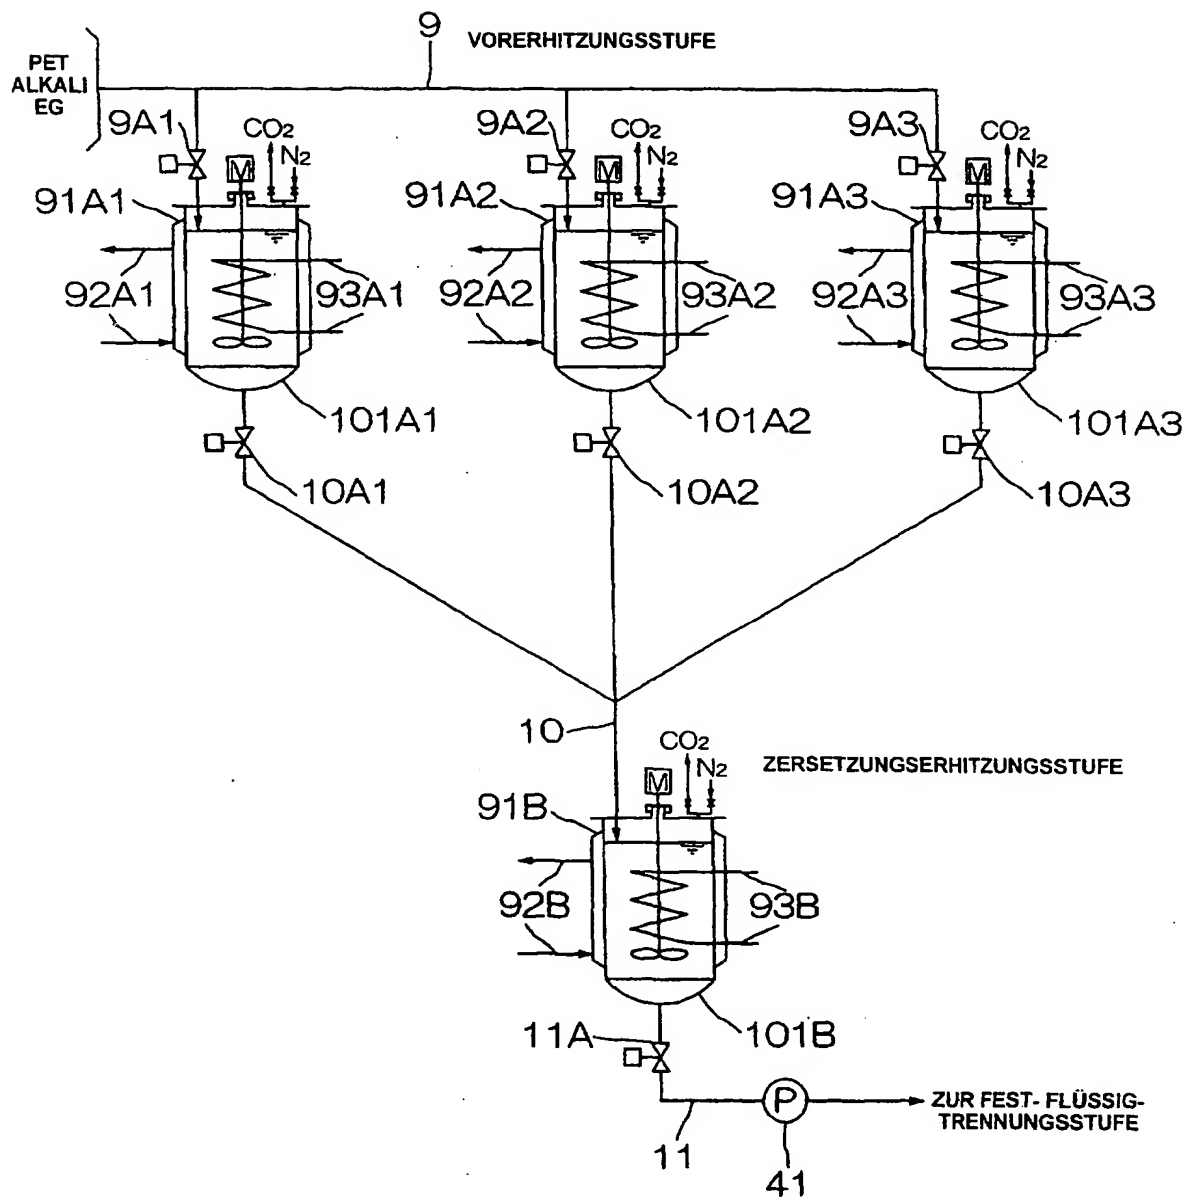 9
VORERHITZUNGSSTUFE
PET
ALKALI
EG
9A1
CO2
N2
M
9A2
CO2
N2
M
9A3
CO2
N2
M
91A1
91A2
91A3
92A1
93A1
92A2
93A2
92A3
93A3
101A1
101A2
101A3
10A1
10A2
10A3
10
CO2
N2
M
ZERSETZUNGSERHITZUNGSSTUFE
91B
92B
93B
11A
101B
P
ZUR FEST- FLÜSSIG-
TRENNUNGSSTUFE
11
41